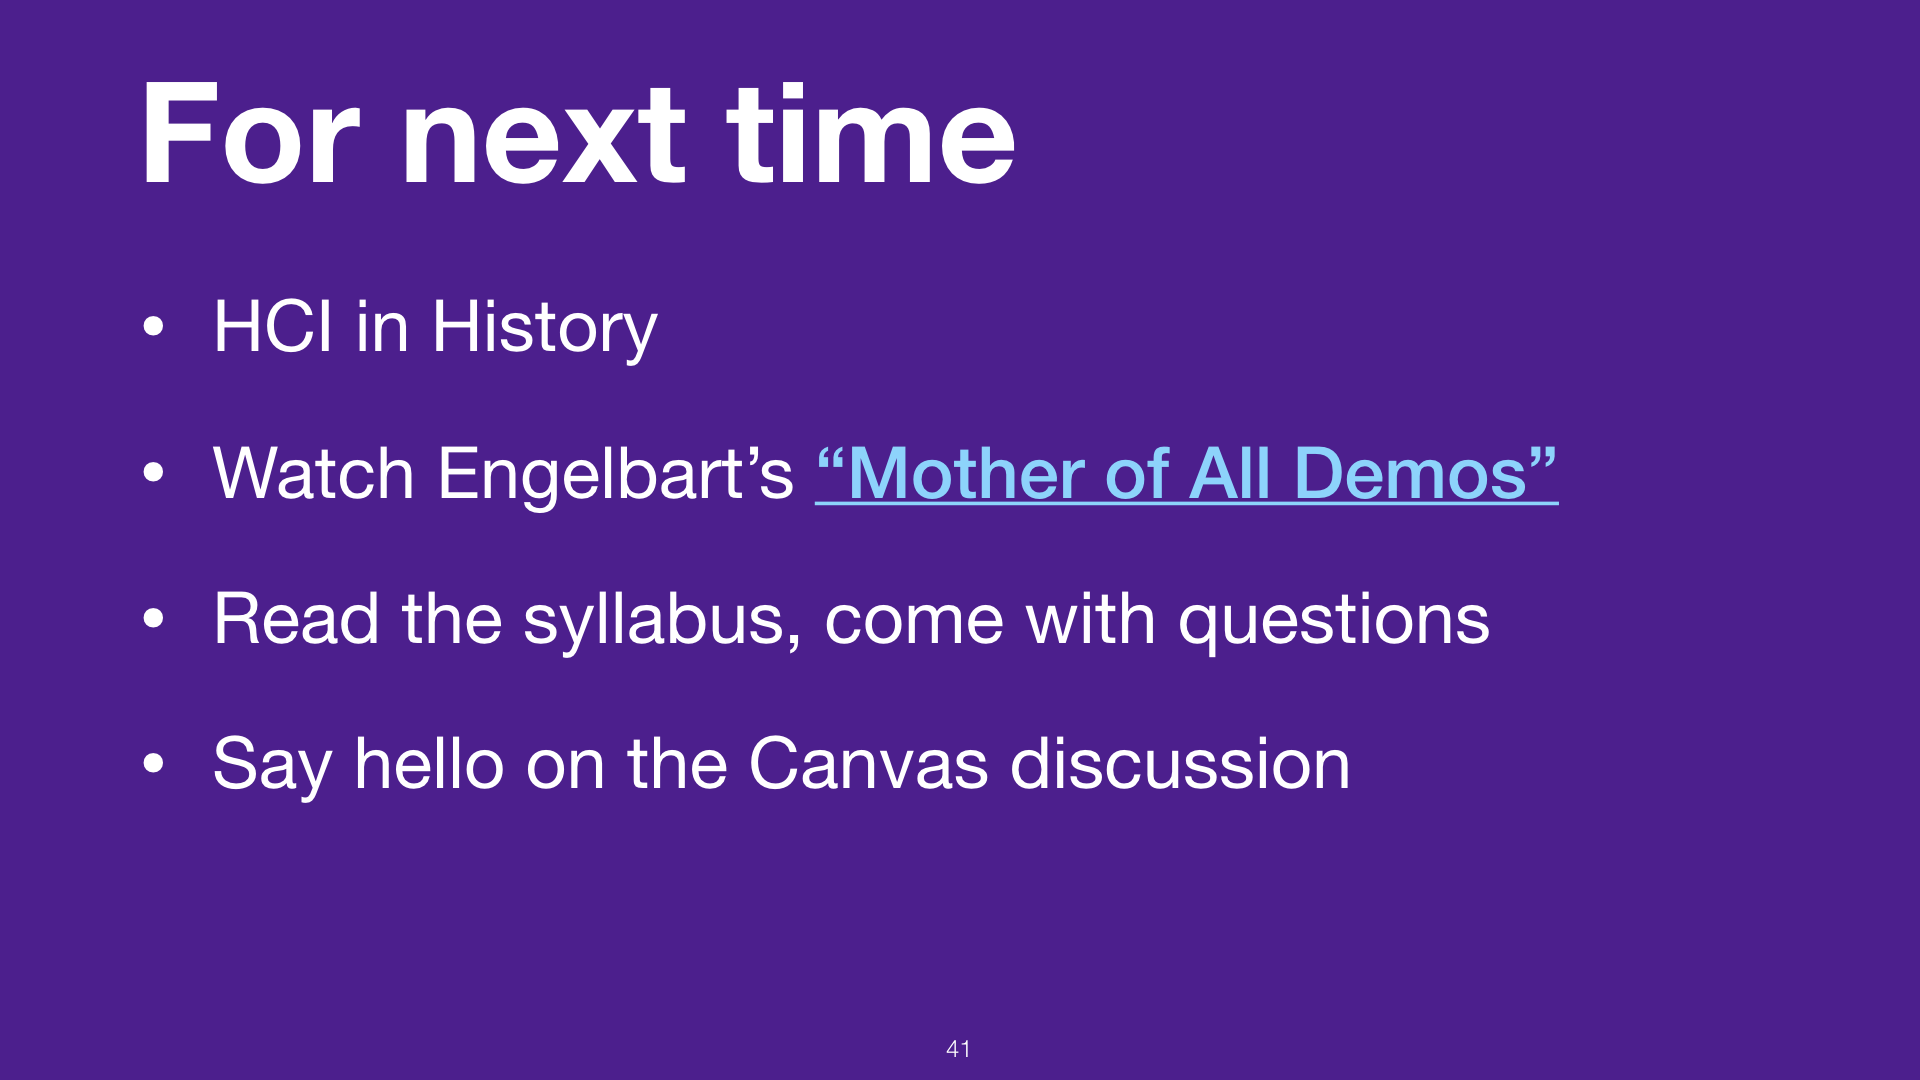 For next time
• HCI in History
• Watch Engelbart’s “Mother of All Demos”
• Read the syllabus, come with questions
• Say hello on the Canvas discussion
41